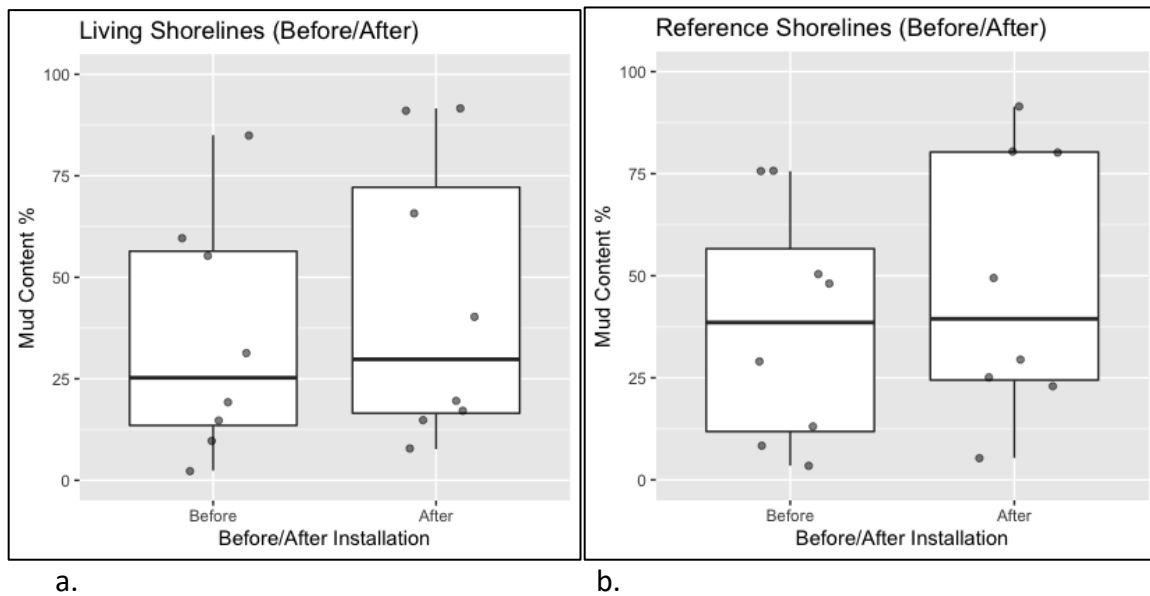 Living Shorelines (Before/After)
Mud Content %
100
75
50
25
0
Before
After
Before/After Installation
a.
Reference Shorelines (Before/After)
Mud Content %
100
75
50
25
0
Before
After
Before/After Installation
b.